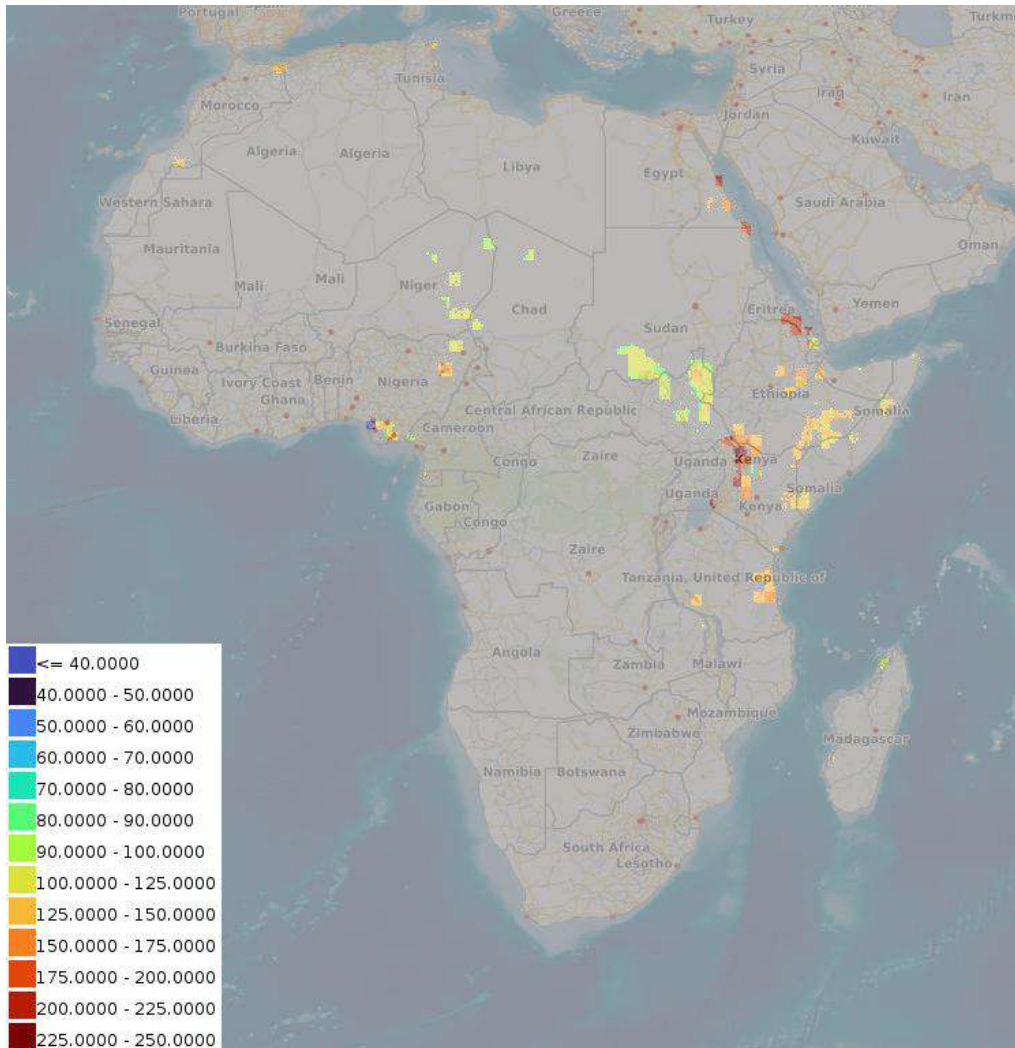 Portugal
Spain
Greece
Turkey
Turkm
Tunisia
Syria
Iraq
Iran
Morocco
Jordan
Kuwait
Algeria
Algeria
Libya
Egypt
Western Sahara
Saudi Arabia
Mauritania
Oman
Mali
Mali
Niger
Chad
Yemen
Eritrea
Senegal
Sudan
Burkina Faso
Guinea
Ivory Coast
Benin
Nigeria
Ethiopia
Ghana
Somalia
Liberia
Central African Republic
Cameroon
Congo
Zaire
Uganda
Kenya
Uganda
Somalia
Gabon
Kenya
Congo
Zaire
Tanzania, United Republic of
Angola
Zambia
Malawi
Mozambique
Zimbabwe
Madagascar
Namibia
Botswana
South Africa
Lesotho
<= 40.0000
40.0000 - 50.0000
50.0000 - 60.0000
60.0000 - 70.0000
70.0000 - 80.0000
80.0000 - 90.0000
90.0000 - 100.0000
100.0000 - 125.0000
125.0000 - 150.0000
150.0000 - 175.0000
175.0000 - 200.0000
200.0000 - 225.0000
225.0000 - 250.0000